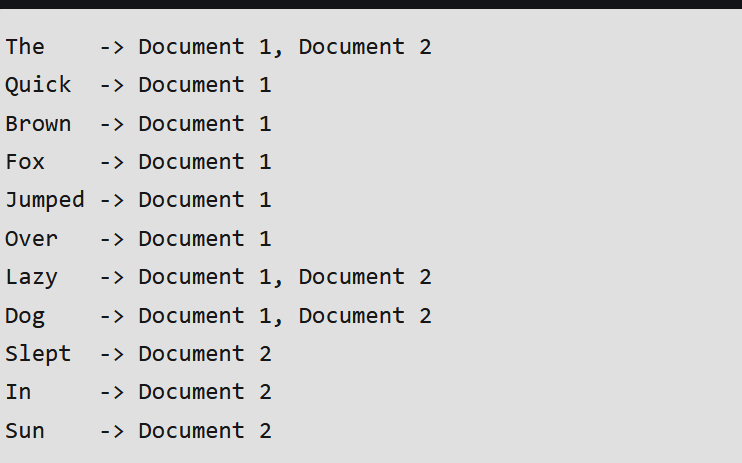 The    -> Document 1, Document 2
Quick  -> Document 1
Brown  -> Document 1
Fox    -> Document 1
Jumped -> Document 1
Over   -> Document 1
Lazy   -> Document 1, Document 2
Dog    -> Document 1, Document 2
Slept  -> Document 2
In     -> Document 2
Sun    -> Document 2